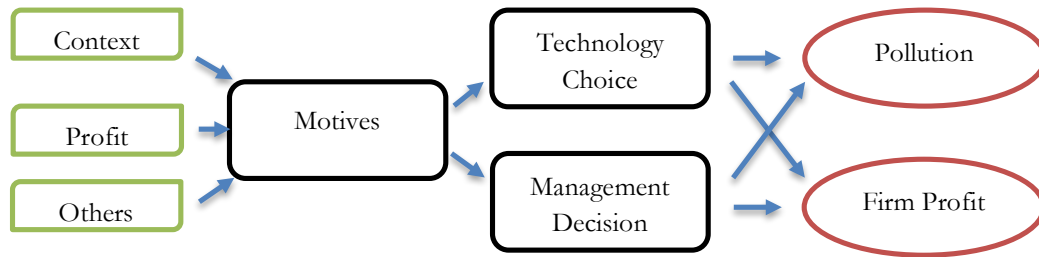 Context
Profit
Others
Motives
Technology
Choice
Management
Decision
Pollution
Firm Profit